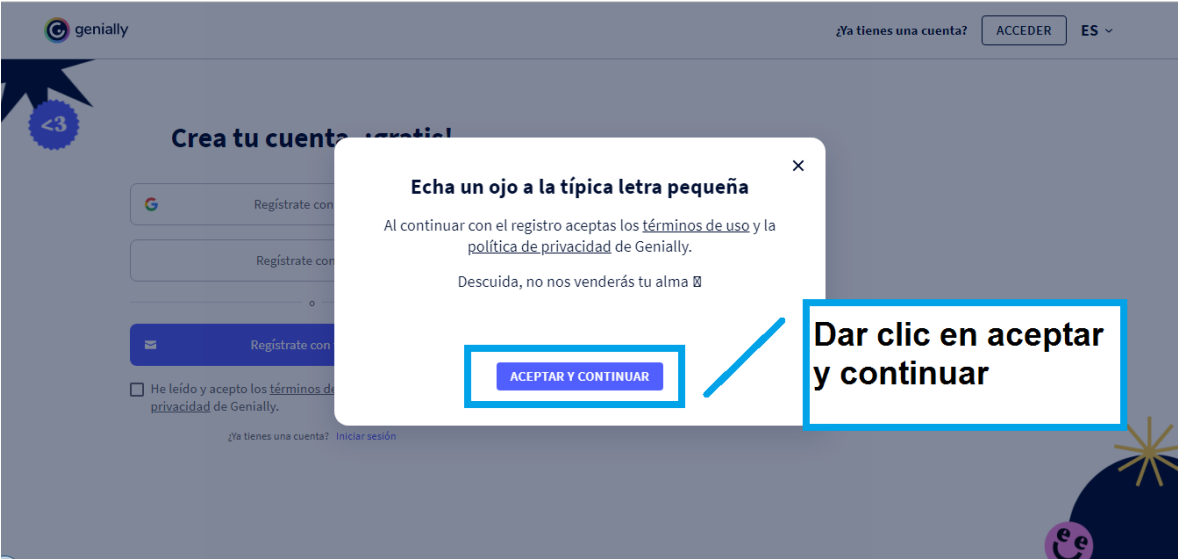 genially
¿Ya tienes una cuenta? ACCEDER ES
<3
Crea tu cuenta, ¡gratis!
Regístrate con
Regístrate con
o
Regístrate con
He leído y acepto los términos de
privacidad de Genially.
¿Ya tienes una cuenta? Iniciar sesión
Echa un ojo a la típica letra pequeña
Al continuar con el registro aceptas los términos de uso y la
política de privacidad de Genially.
Descuida, no nos venderás tu alma
ACEPTAR Y CONTINUAR
Dar clic en aceptar
y continuar